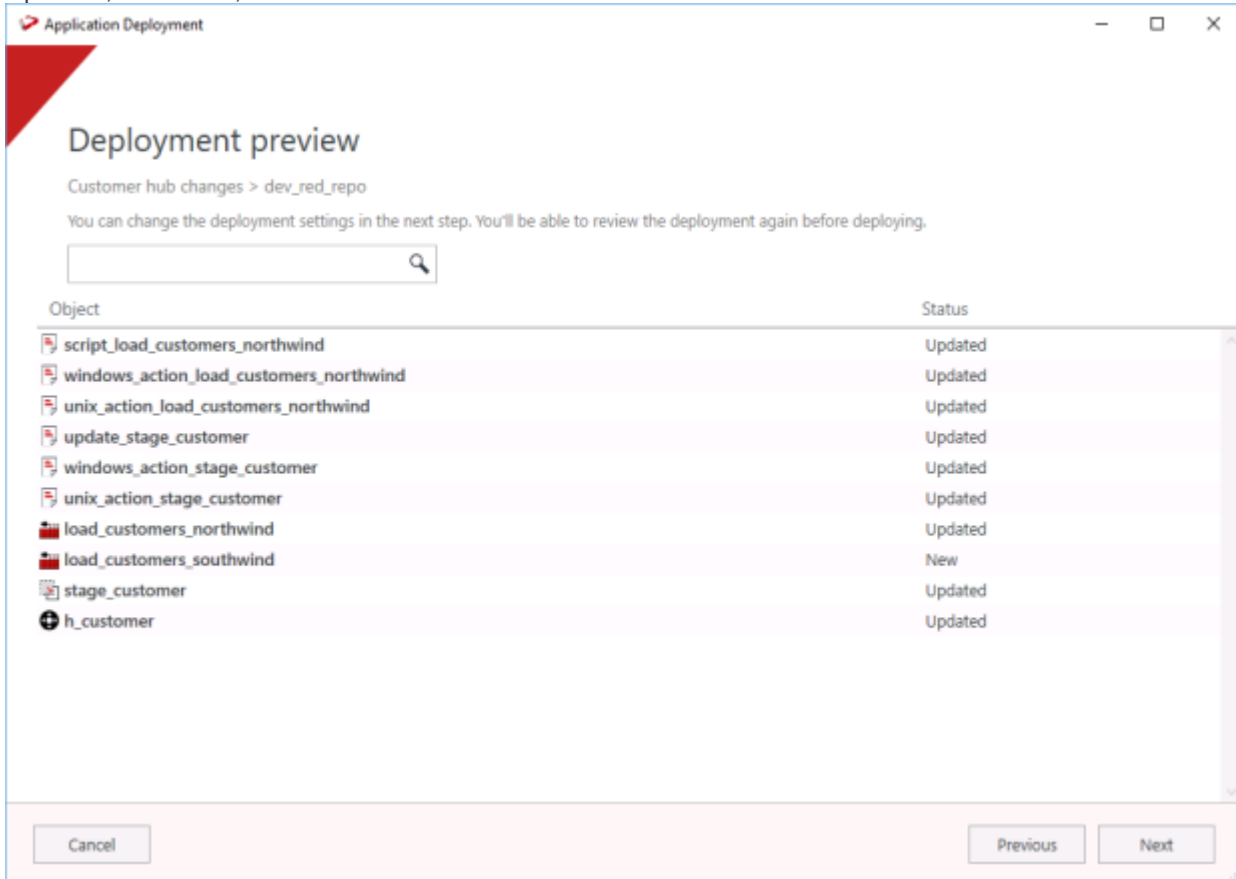 Application Deployment
Deployment preview
Customer hub changes > dev_red_repo
You can change the deployment settings in the next step. You'll be able to review the deployment again before deploying.
Object Status
script_load_customers_northwind Updated
windows_action_load_customers_northwind Updated
unix_action_load_customers_northwind Updated
update_stage_customer Updated
windows_action_stage_customer Updated
unix_action_stage_customer Updated
load_customers_northwind Updated
load_customers_southwind New
stage_customer Updated
h_customer Updated
Cancel Previous Next